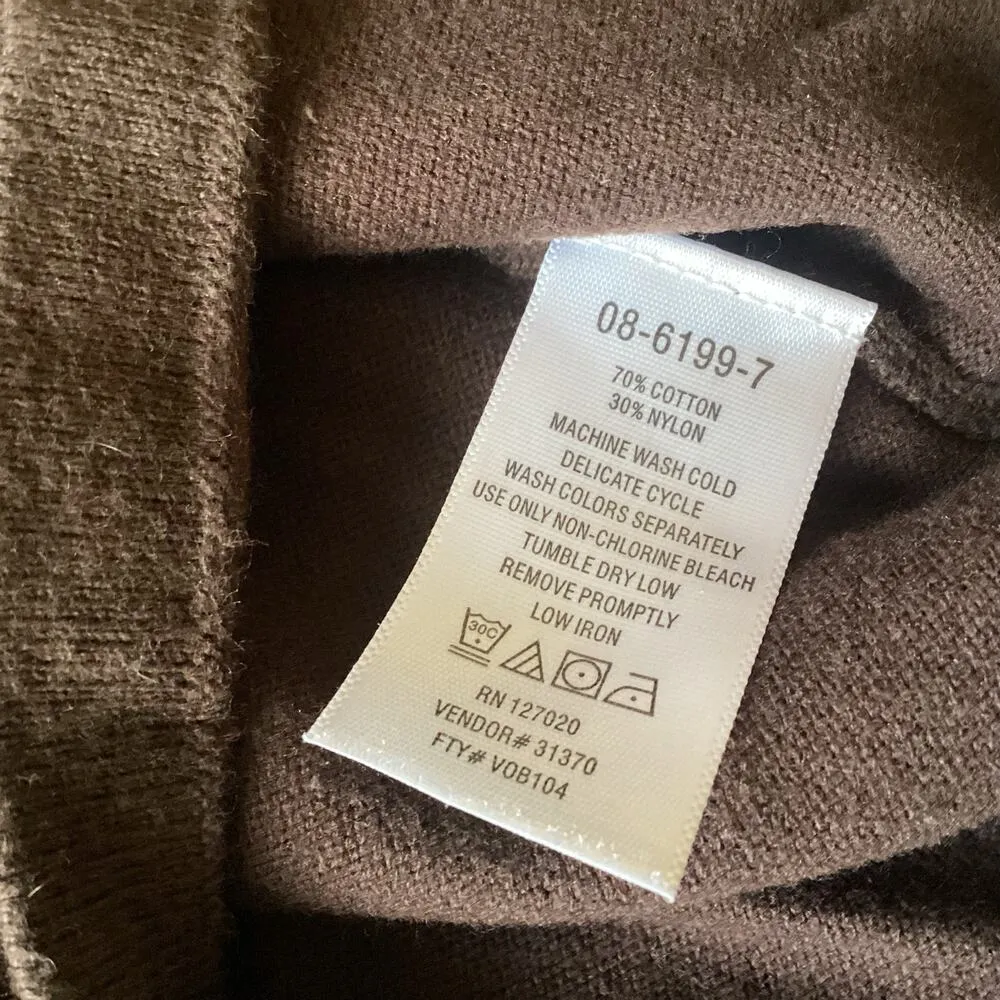 08-6199-7
70% COTTON
30% NYLON
MACHINE WASH COLD
DELICATE CYCLE
WASH COLORS SEPARATELY
USE ONLY NON-CHLORINE BLEACH
TUMBLE DRY LOW
REMOVE PROMPTLY
LOW IRON
30C
RN 127020
VENDOR# 31370
FTY# VOB104